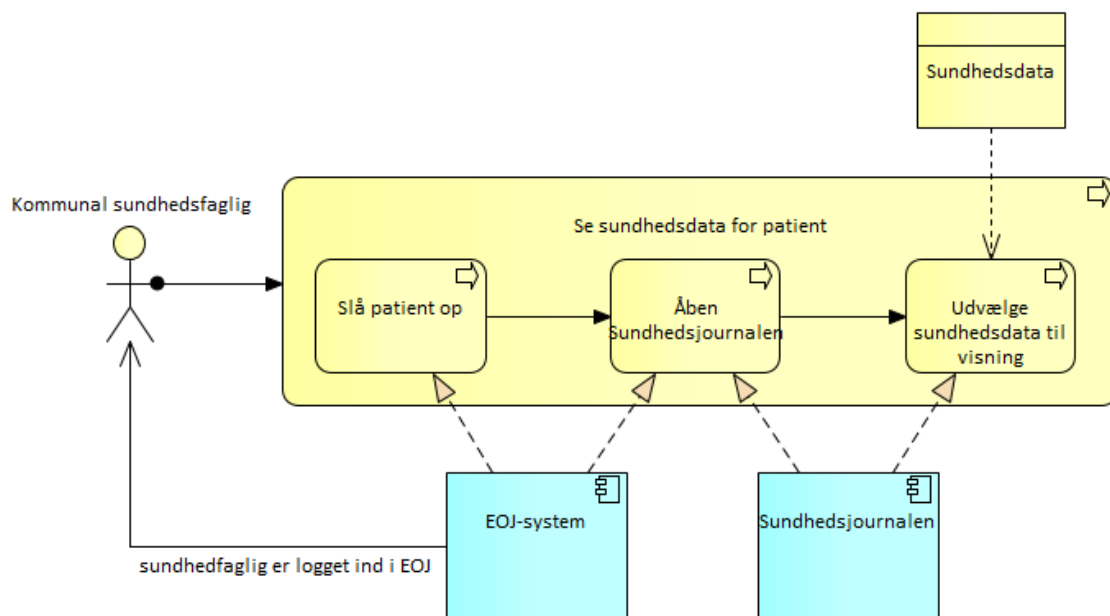 Sundhedsdata
Kommunal sundhedsfaglig
Se sundhedsdata for patient
Slå patient op
Åben
Sundhedsjournalen
Udvælge
sundhedsdata til
visning
EOJ-system
Sundhedsjournalen
sundhedfaglig er logget ind i EOJ